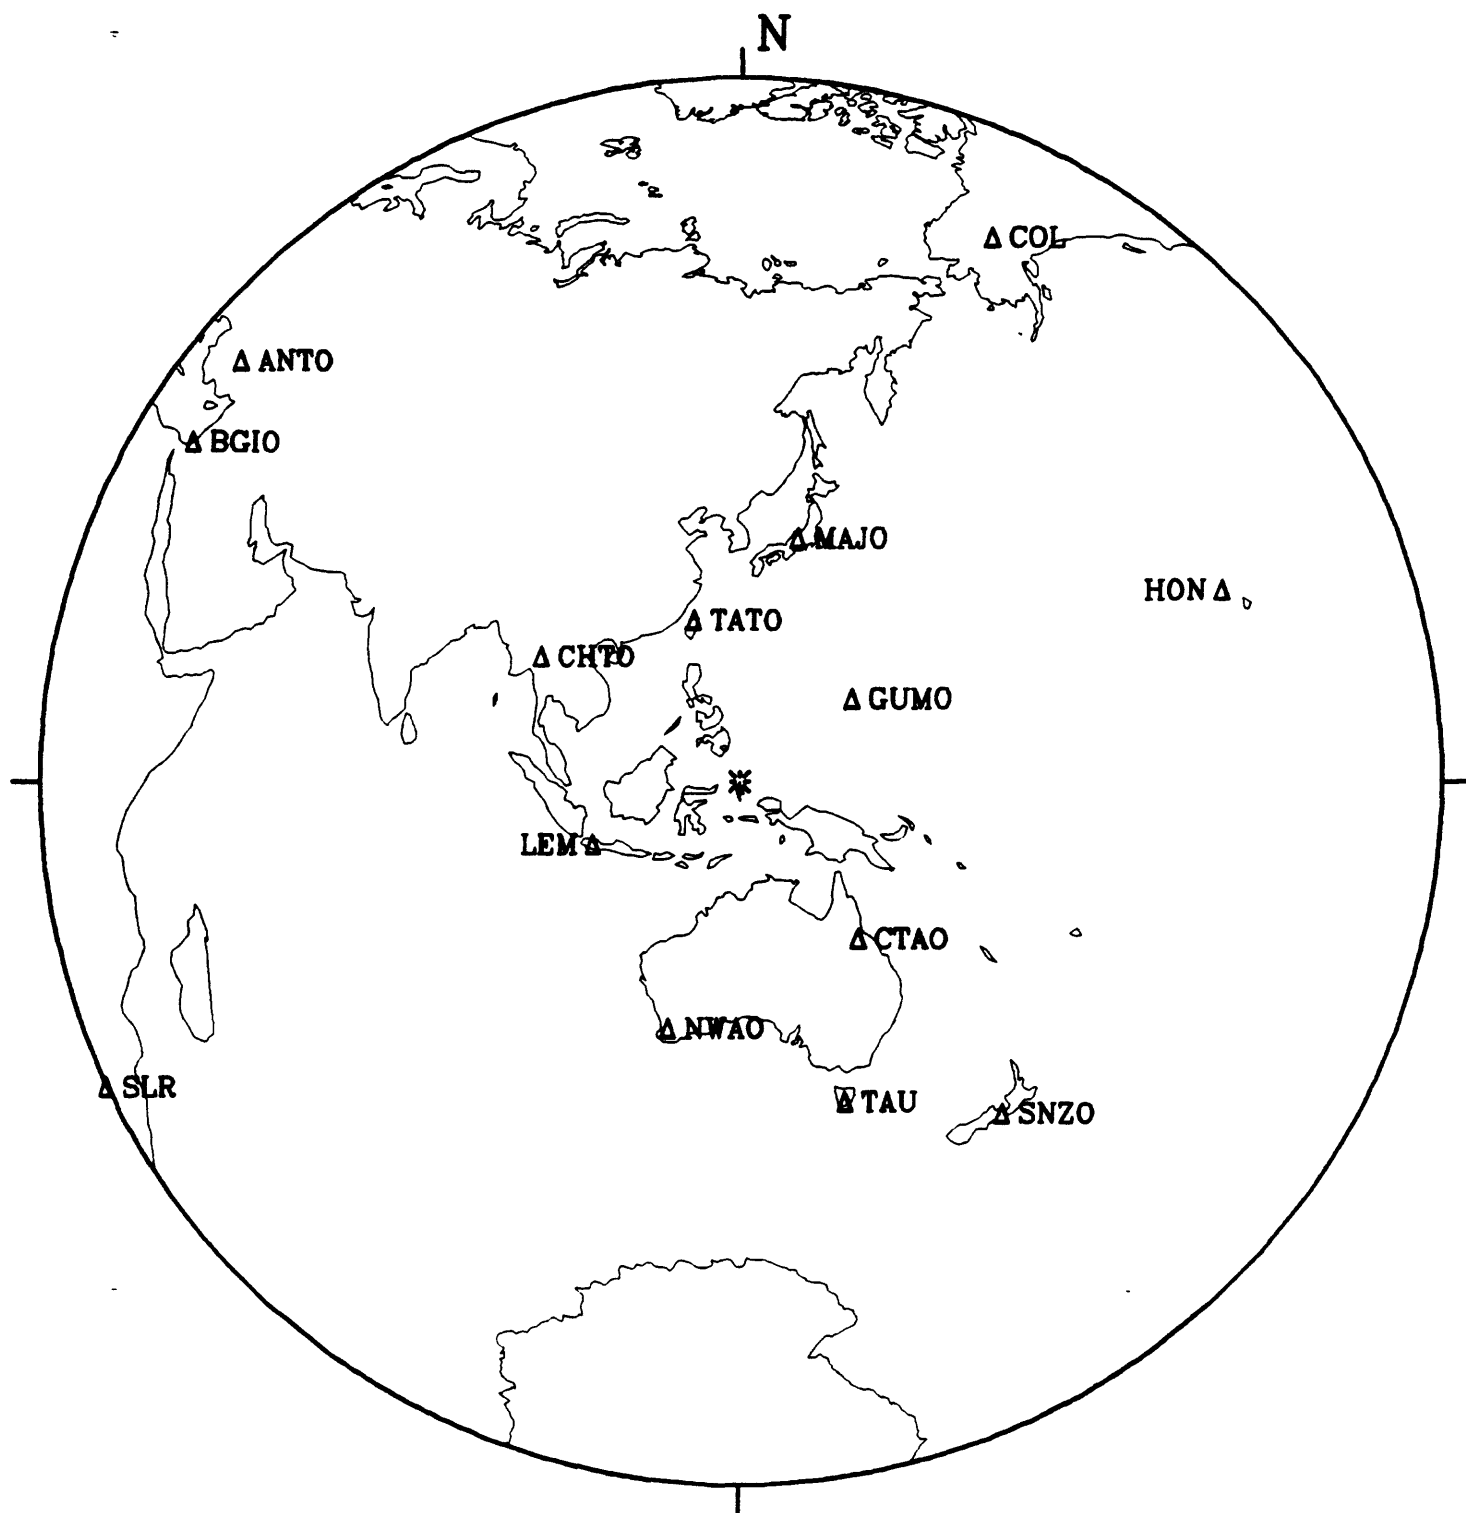 N
COL
ANTO
BGIO
MAJO
HON
TATO
CHTO
GUMO
LEM
CTAO
NWAO
SLR
TAU
SNZO